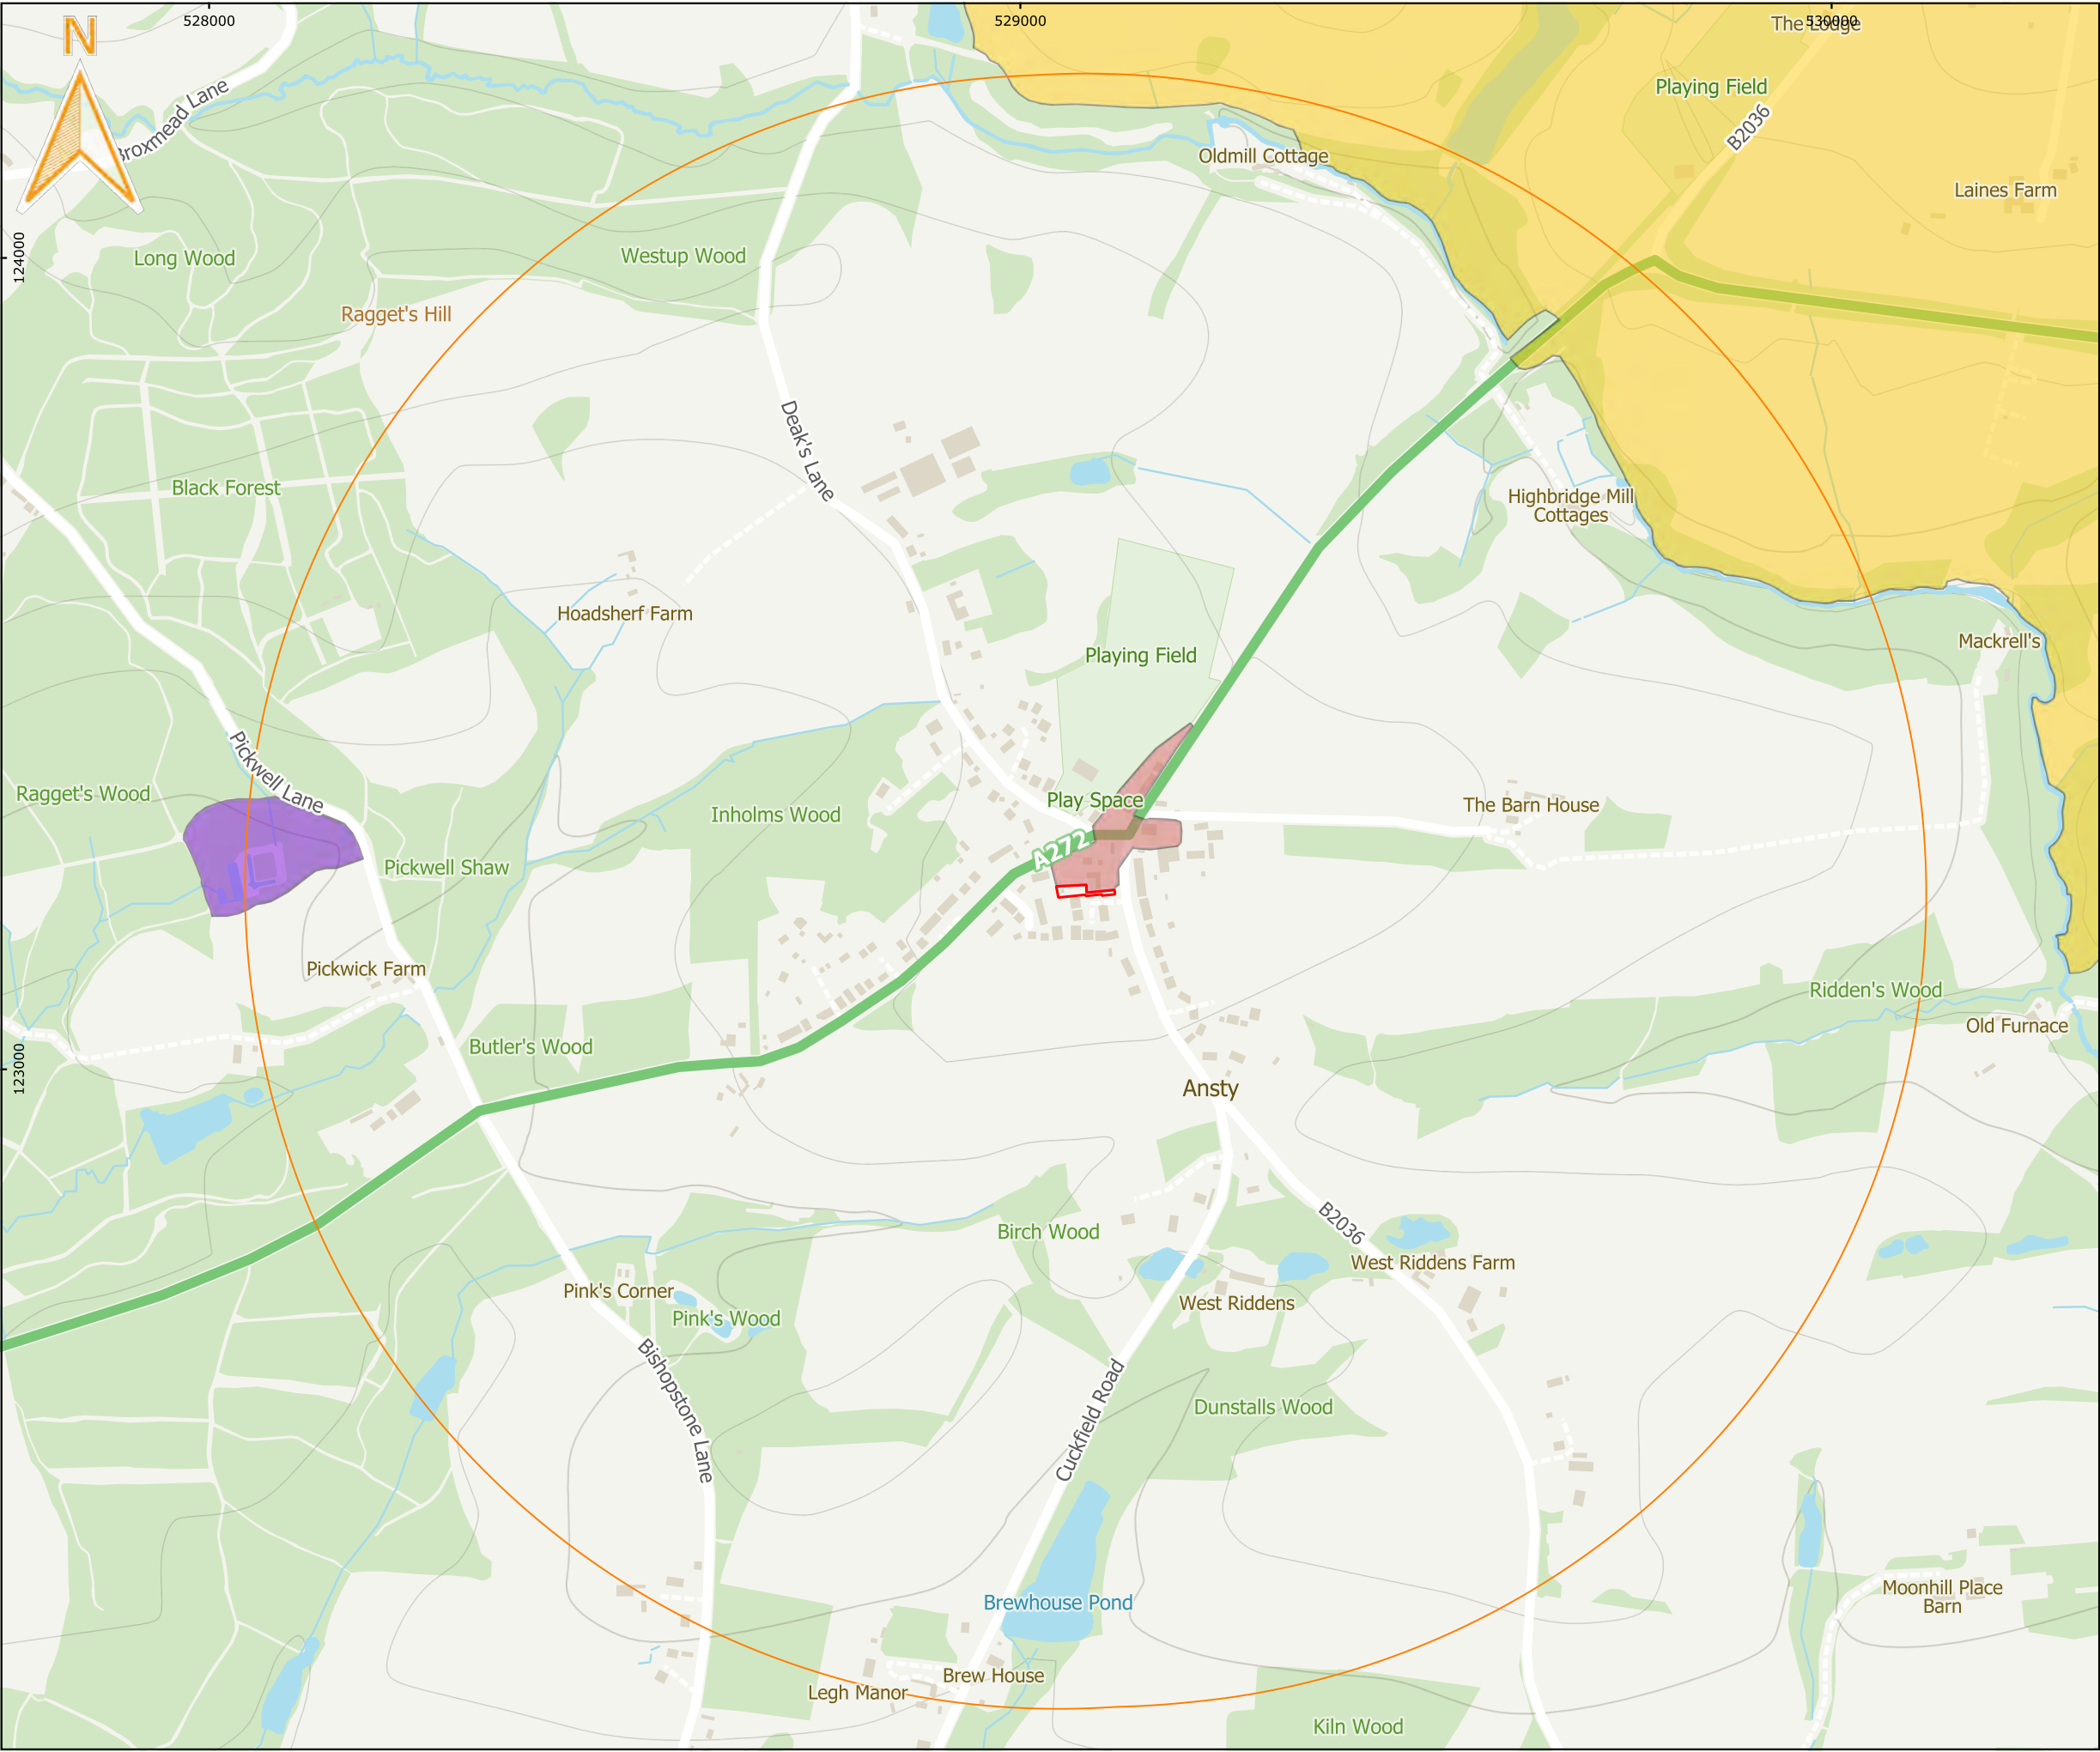 528000
529000
530000
The Lodge
N
Broxmead Lane
Playing Field
B2036
Oldmill Cottage
Laines Farm
124000
Long Wood
Westup Wood
Ragget's Hill
Deak's Lane
Black Forest
Highbridge Mill
Cottages
Hoadsherf Farm
Playing Field
Mackrell's
Pickwell Lane
Ragget's Wood
Play Space
The Barn House
Inholms Wood
A272
Pickwell Shaw
Pickwick Farm
Ridden's Wood
Old Furnace
Butler's Wood
123000
Ansty
Birch Wood
B2036
West Riddens Farm
Pink's Corner
West Riddens
Pink's Wood
Bishopstone Lane
Cuckfield Road
Dunstalls Wood
Moonhill Place
Barn
Brewhouse Pond
Brew House
Legh Manor
Kiln Wood